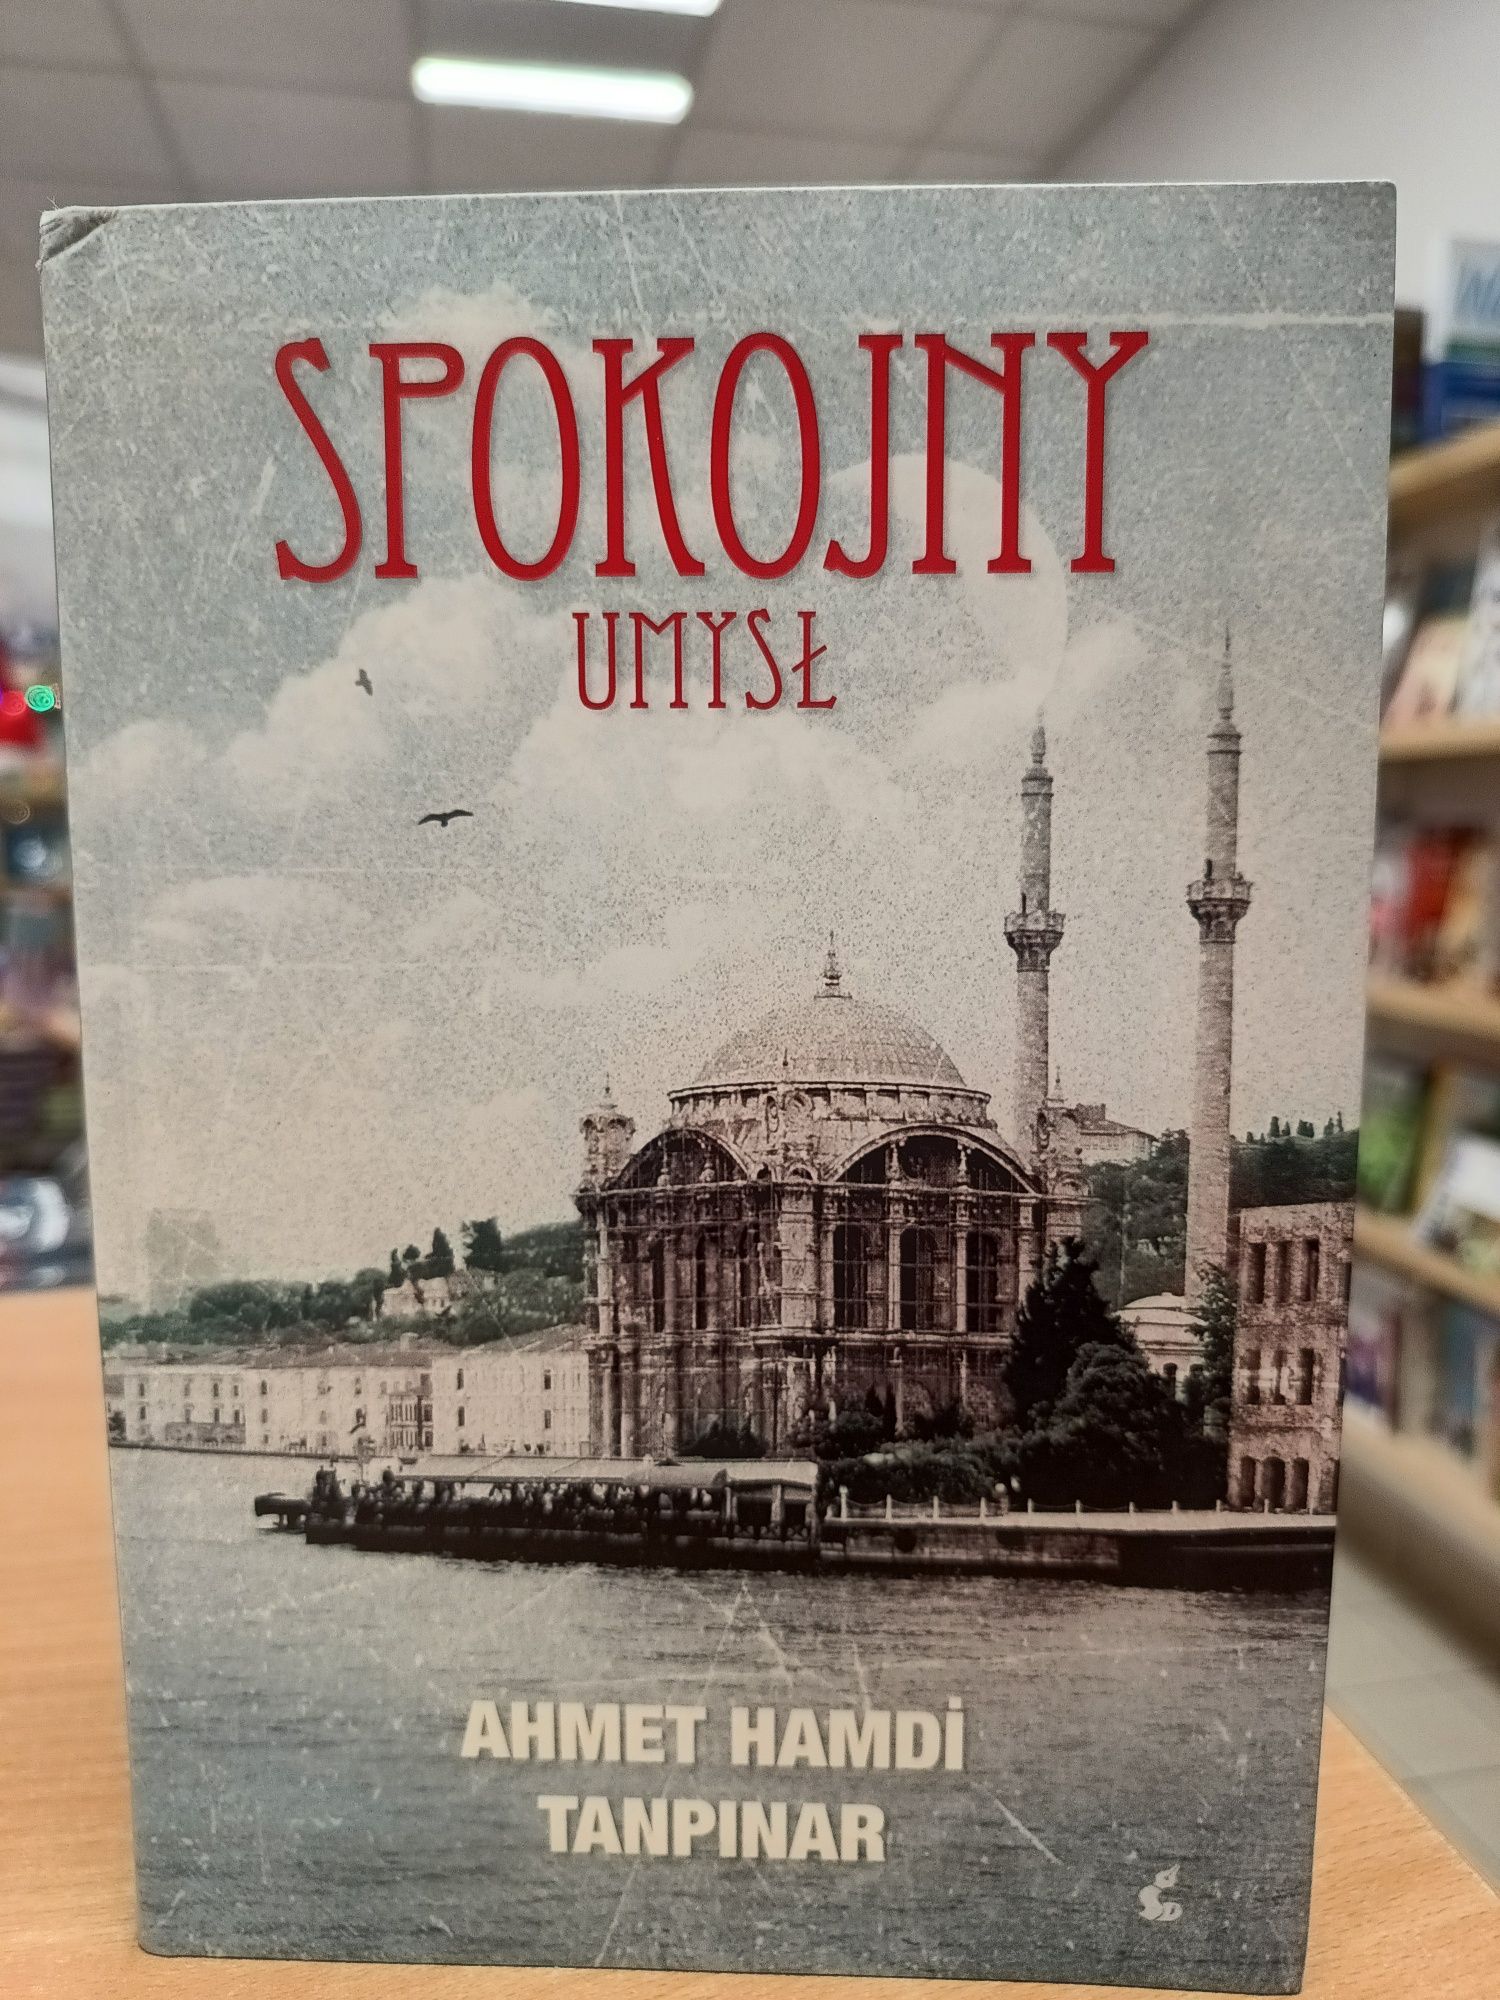 SPOKOJNY
UMYSŁ
AHMET HAMDİ
TANPINAR